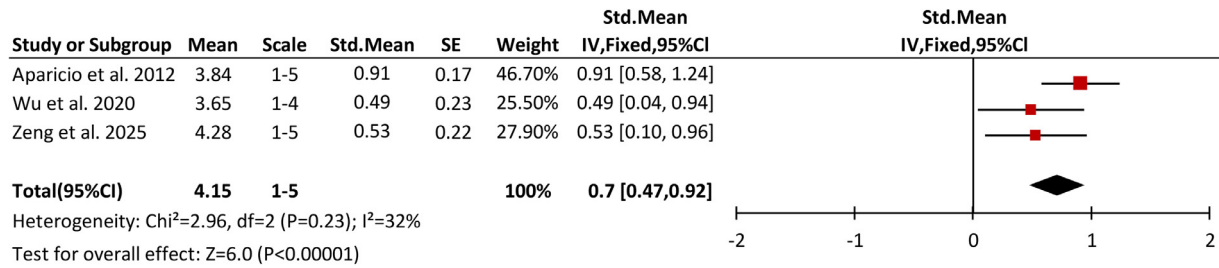 Std.Mean Std.Mean
Study or Subgroup Mean Scale Std.Mean SE Weight IV,Fixed,95%CI IV,Fixed,95%CI
Aparicio et al. 2012 3.84 1-5 0.91 0.17 46.70% 0.91 [0.58, 1.24]
Wu et al. 2020 3.65 1-4 0.49 0.23 25.50% 0.49 [0.04, 0.94]
Zeng et al. 2025 4.28 1-5 0.53 0.22 27.90% 0.53 [0.10, 0.96]
Total(95%CI) 4.15 1-5 100% 0.7 [0.47,0.92]
Heterogeneity: Chi²=2.96, df=2 (P=0.23); I²=32%
Test for overall effect: Z=6.0 (P<0.00001)
-2 -1 0 1 2